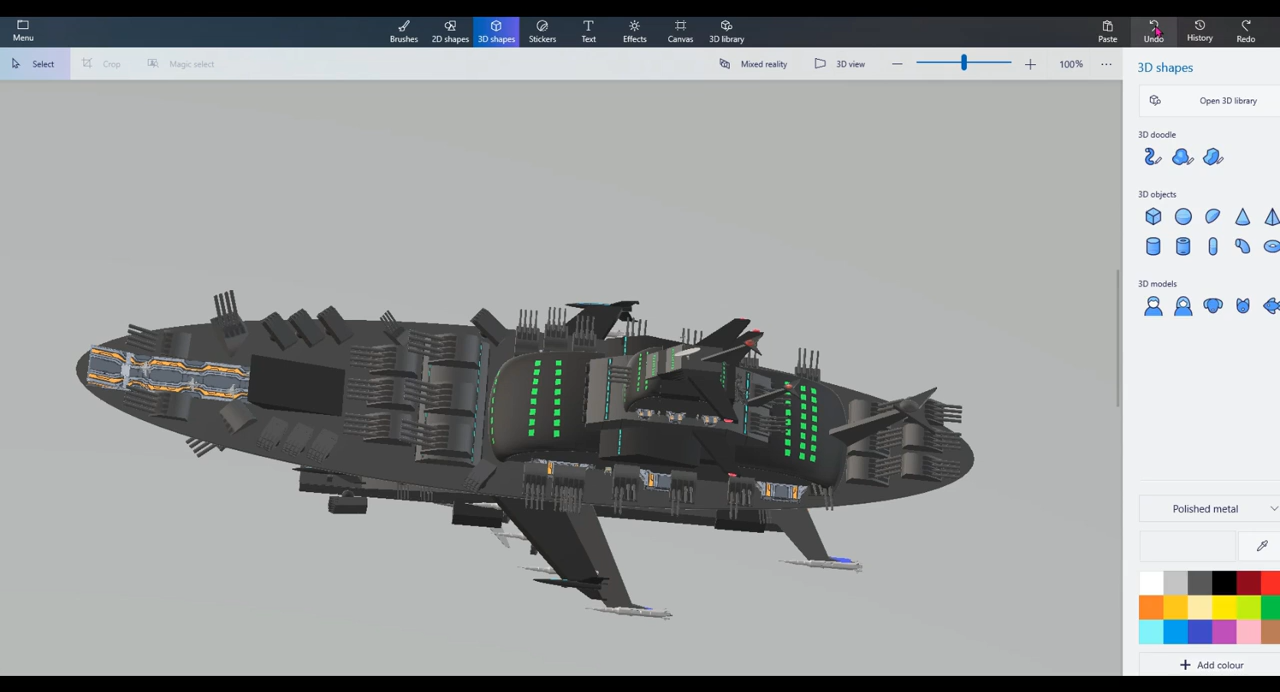 Menu
Brushes
2D shapes
3D shapes
Stickers
Text
Effects
Canvas
3D library
Paste
Undo
History
Redo
Select
Crop
Magic select
Mixed reality
3D view
100%
3D shapes
Open 3D library
3D doodle
3D objects
3D models
Polished metal
Add colour